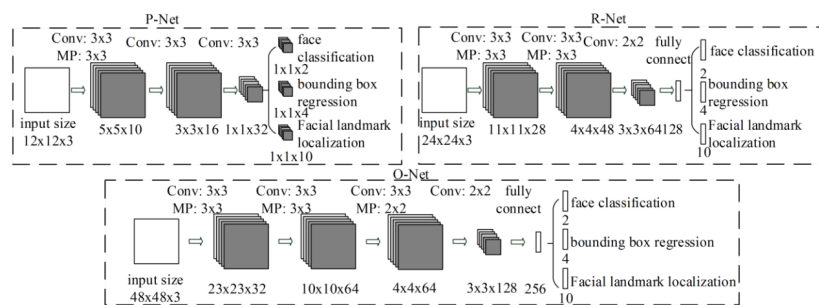 P-Net
Conv: 3x3 Conv: 3x3 Conv: 3x3
MP: 3x3
face
classification
1x1x2
bounding box
regression
1x1x4
Facial landmark
localization
1x1x10
input size
12x12x3
5x5x10
3x3x16
1x1x32
R-Net
Conv: 3x3 Conv: 3x3 Conv: 2x2 fully
MP: 3x3 MP: 3x3 connect
face classification
2
bounding box
regression
4
Facial landmark
localization
10
input size
24x24x3
11x11x28
4x4x48
3x3x64
128
O-Net
Conv: 3x3 Conv: 3x3 Conv: 3x3 Conv: 2x2 fully
MP: 3x3 MP: 3x3 MP: 2x2 connect
face classification
2
bounding box regression
4
Facial landmark localization
10
input size
48x48x3
23x23x32
10x10x64
4x4x64
3x3x128
256